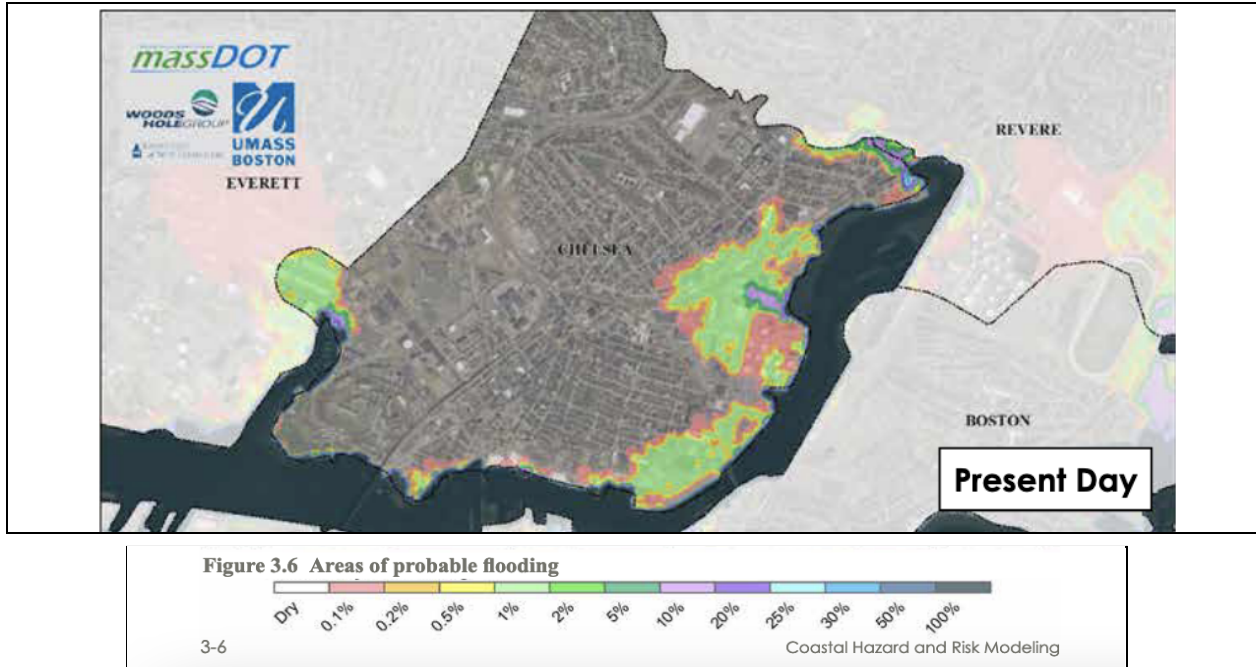 massDOT
WOODS HOLE GROUP
UMASS
BOSTON
EVERETT
REVERE
CHELSEA
BOSTON
Present Day
Figure 3.6 Areas of probable flooding
Dry 0.1% 0.2% 0.5% 1% 2% 5% 10% 20% 25% 30% 50% 100%
3-6
Coastal Hazard and Risk Modeling